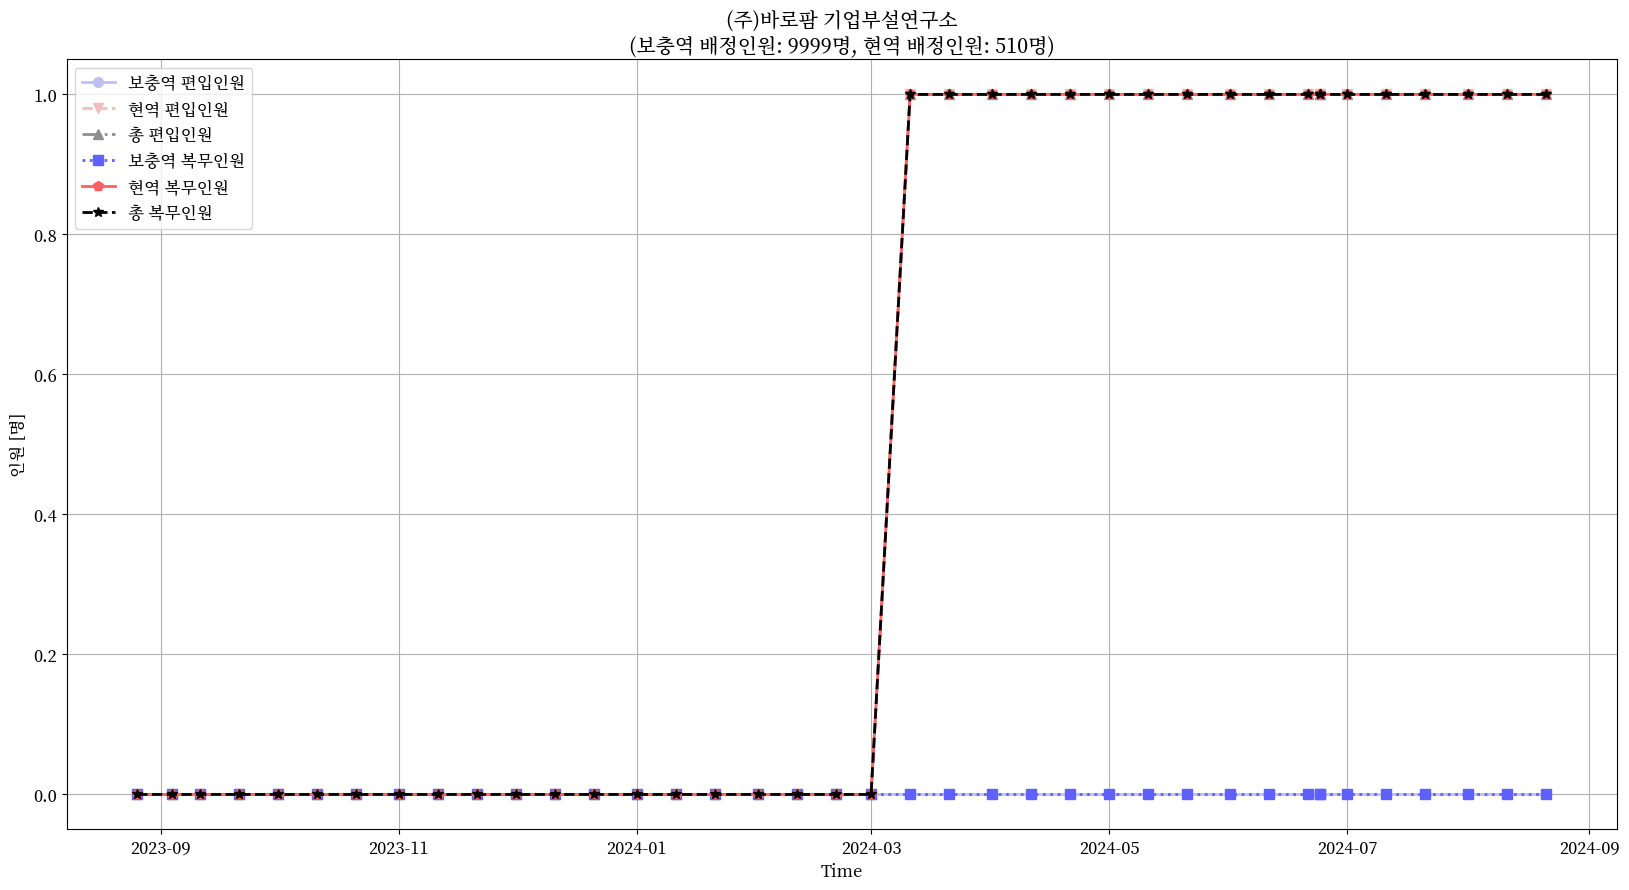 (주)바로팜 기업부설연구소
(보충역 배정인원: 9999명, 현역 배정인원: 510명)
보충역 편입인원
현역 편입인원
총 편입인원
보충역 복무인원
현역 복무인원
총 복무인원
1.0
0.8
0.6
0.4
0.2
0.0
인원 [명]
2023-09
2023-11
2024-01
2024-03
2024-05
2024-07
2024-09
Time